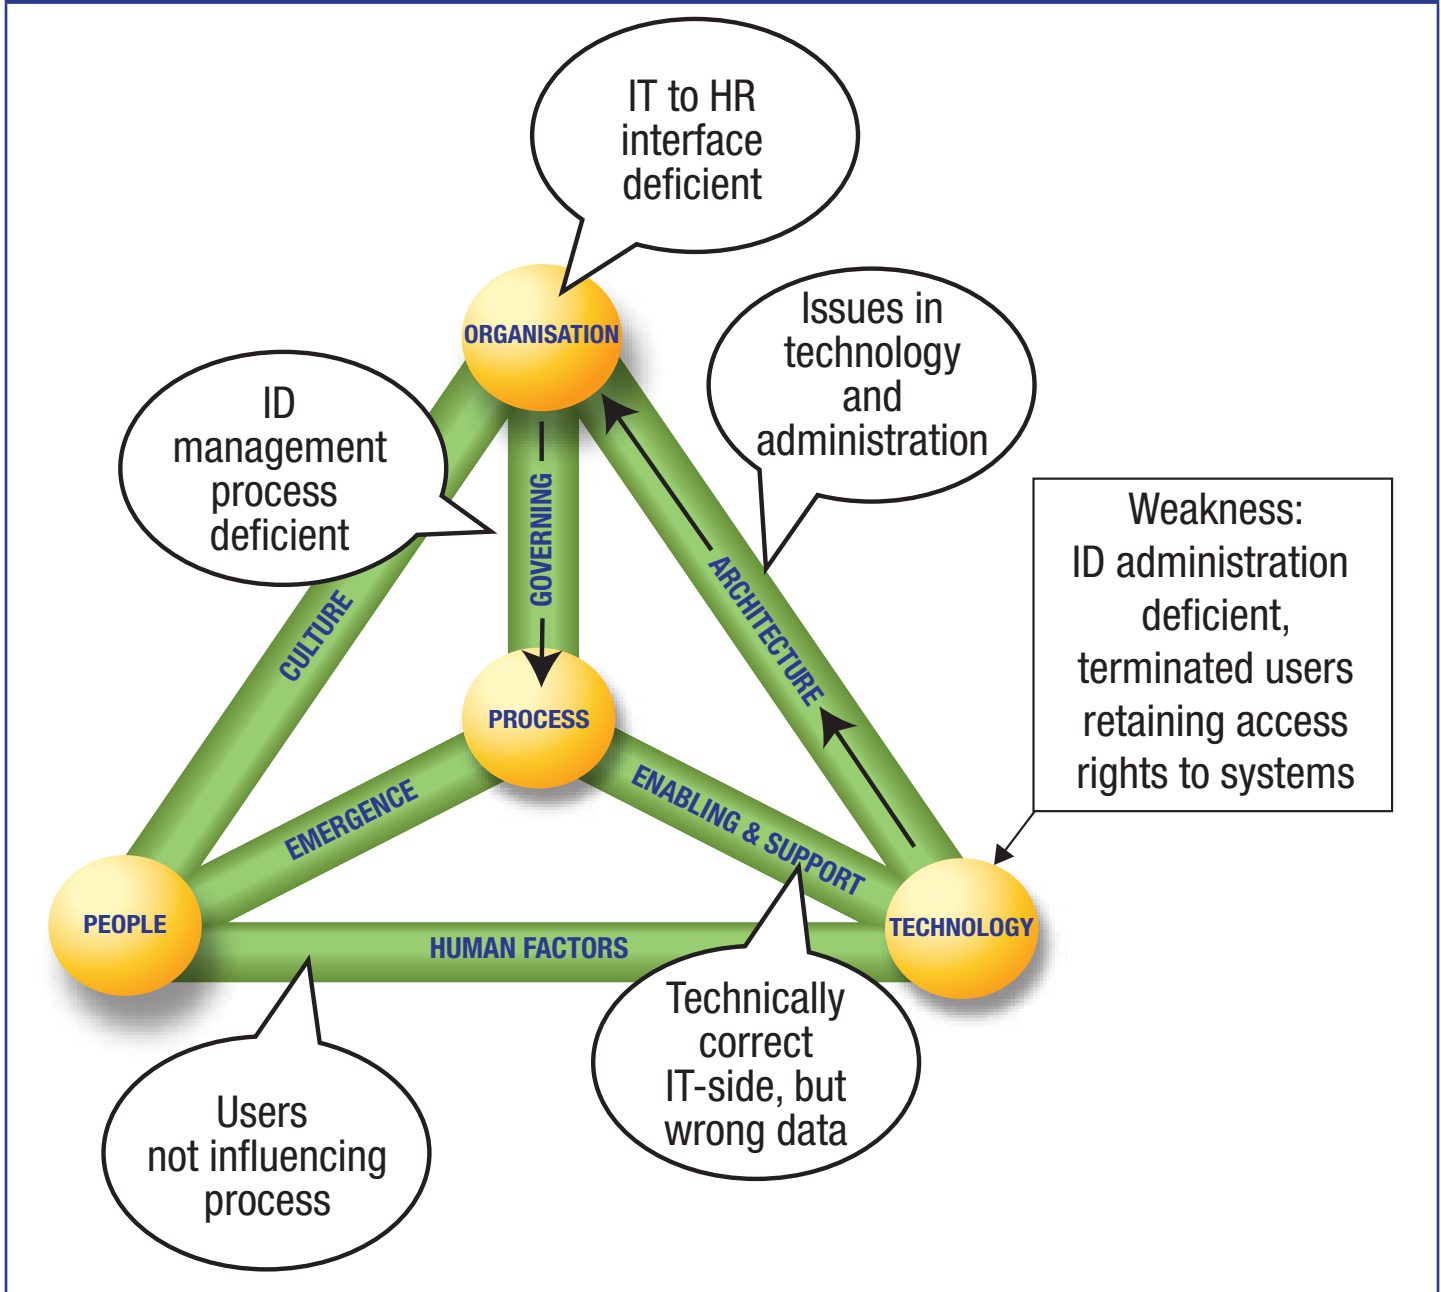 IT to HR
interface
deficient
ORGANISATION
Issues in
technology
and
administration
ID
management
process
deficient
GOVERNING
ARCHITECTURE
Weakness:
ID administration
deficient,
terminated users
retaining access
rights to systems
CULTURE
PROCESS
EMERGENCE
ENABLING & SUPPORT
PEOPLE
HUMAN FACTORS
TECHNOLOGY
Technically
correct
IT-side, but
wrong data
Users
not influencing
process